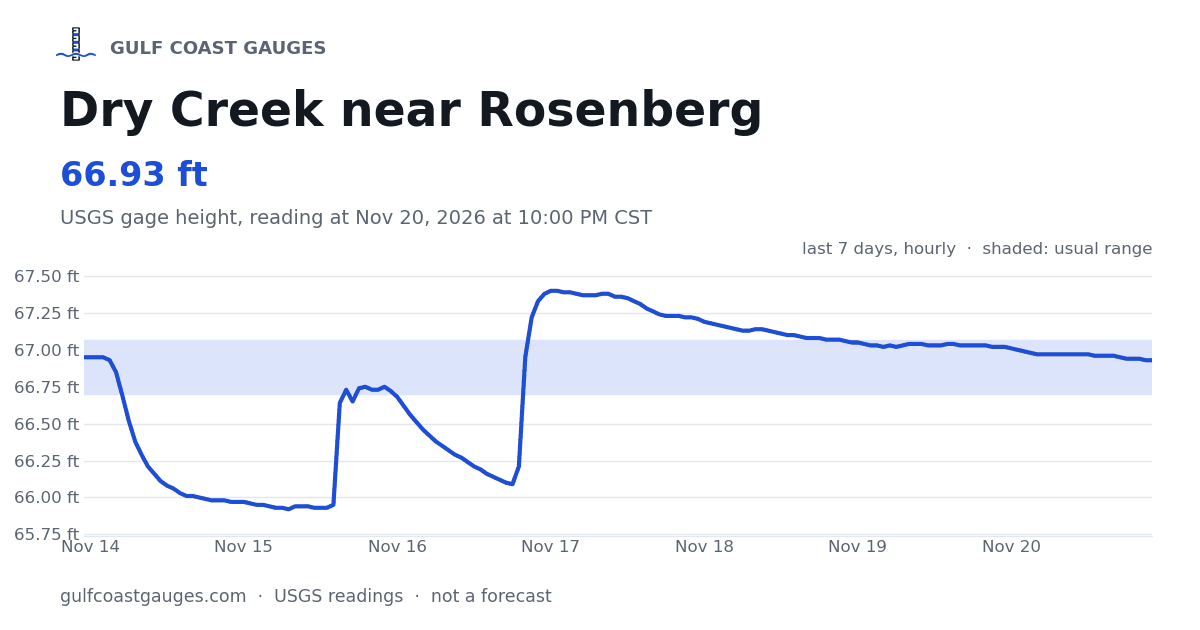 GULF COAST GAUGES
Dry Creek near Rosenberg
66.93 ft
USGS gage height, reading at Nov 20, 2026 at 10:00 PM CST
last 7 days, hourly · shaded: usual range
67.50 ft
67.25 ft
67.00 ft
66.75 ft
66.50 ft
66.25 ft
66.00 ft
65.75 ft
Nov 14 Nov 15 Nov 16 Nov 17 Nov 18 Nov 19 Nov 20
gulfcoastgauges.com · USGS readings · not a forecast